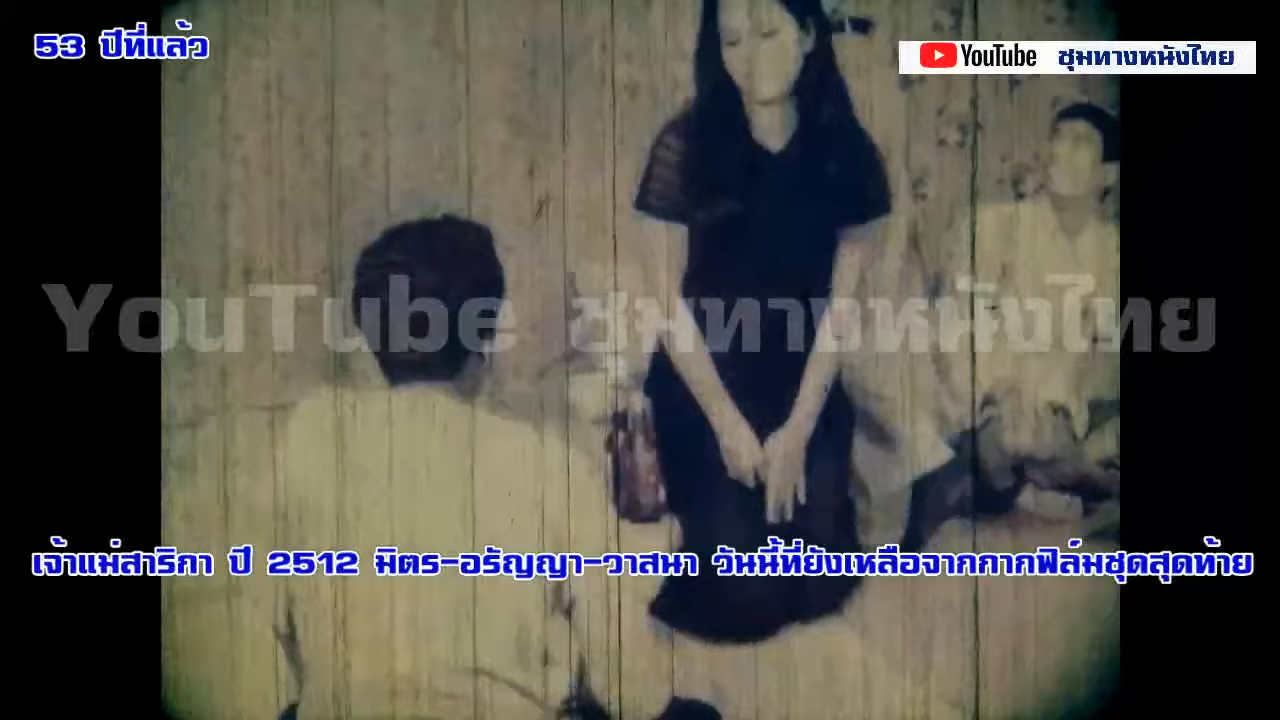 53 ปีที่แล้ว
YouTube ชุมทางหนังไทย
YouTube ชุมทางหนังไทย
เจ้าแม่สาริกา ปี 2512 มิตร-อรัญญา-วาสนา วันนี้ที่ยังเหลือจากกากฟิล์มชุดสุดท้าย